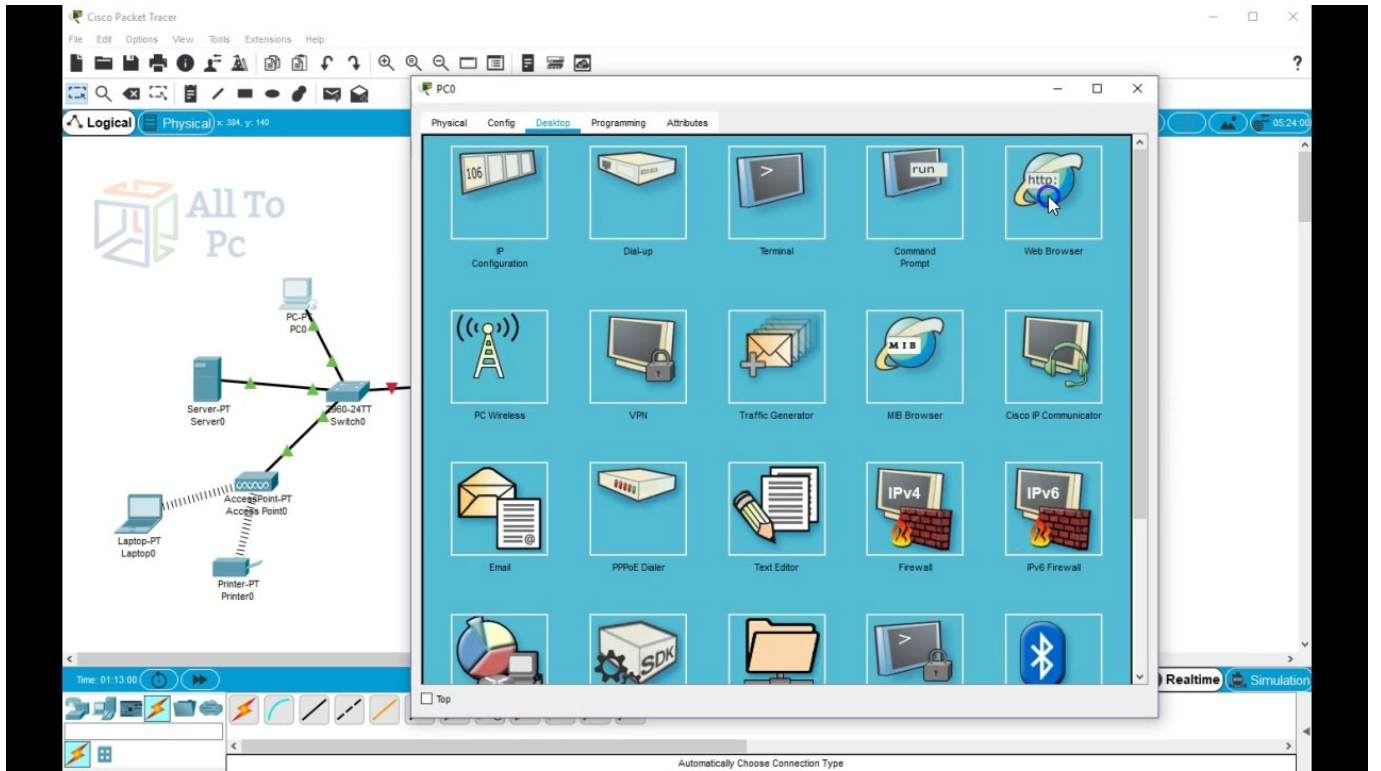 Cisco Packet Tracer
File Edit Options View Tools Extensions Help
?
PC0
Logical
Physical
x: 384, y: 140
05:24:00
Physical Config Desktop Programming Attributes
All To
Pc
106
>
run
http:
IP
Configuration
Dial-up
Terminal
Command
Prompt
Web Browser
PC-PT
PC0
MIB
PC Wireless
VPN
Traffic Generator
MIB Browser
Cisco IP Communicator
Server-PT
Server0
2960-24TT
Switch0
AccessPoint-PT
Access Point0
Laptop-PT
Laptop0
Printer-PT
Printer0
@
IPv4
IPv6
Email
PPPoE Dialer
Text Editor
Firewall
IPv6 Firewall
SDK
>
Time: 01:13:00
Top
Realtime
Simulation
Automatically Choose Connection Type